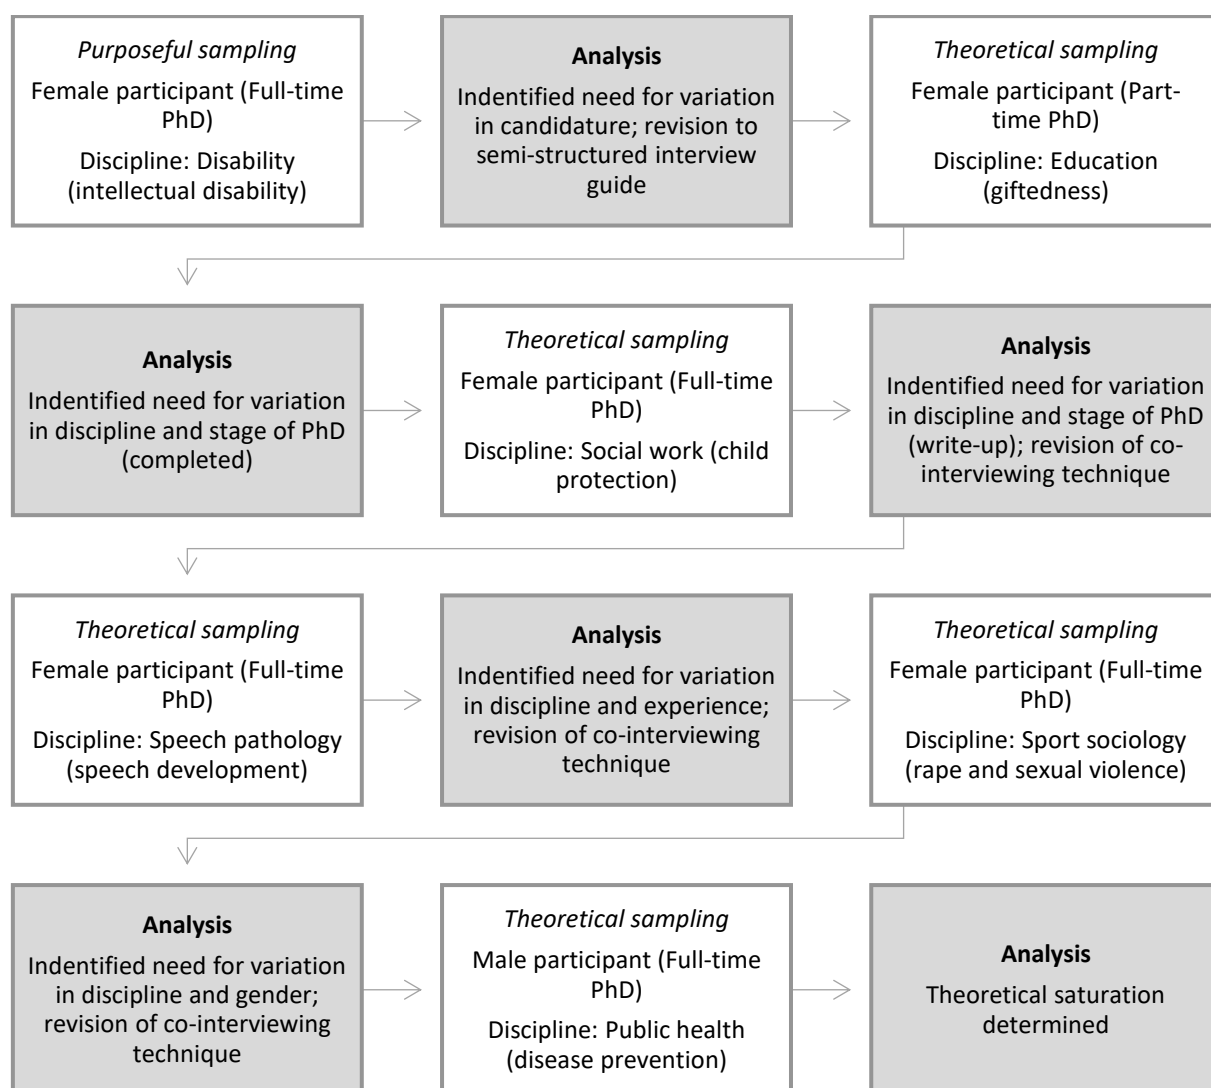 Purposeful sampling
Female participant (Full-time
PhD)
Discipline: Disability
(intellectual disability)
Analysis
Indentified need for variation
in candidature; revision to
semi-structured interview
guide
Theoretical sampling
Female participant (Part-
time PhD)
Discipline: Education
(giftedness)
Analysis
Indentified need for variation
in discipline and stage of PhD
(completed)
Theoretical sampling
Female participant (Full-time
PhD)
Discipline: Social work (child
protection)
Analysis
Indentified need for variation
in discipline and stage of PhD
(write-up); revision of co-
interviewing technique
Theoretical sampling
Female participant (Full-time
PhD)
Discipline: Speech pathology
(speech development)
Analysis
Indentified need for variation
in discipline and experience;
revision of co-interviewing
technique
Theoretical sampling
Female participant (Full-time
PhD)
Discipline: Sport sociology
(rape and sexual violence)
Analysis
Indentified need for variation
in discipline and gender;
revision of co-interviewing
technique
Theoretical sampling
Male participant (Full-time
PhD)
Discipline: Public health
(disease prevention)
Analysis
Theoretical saturation
determined